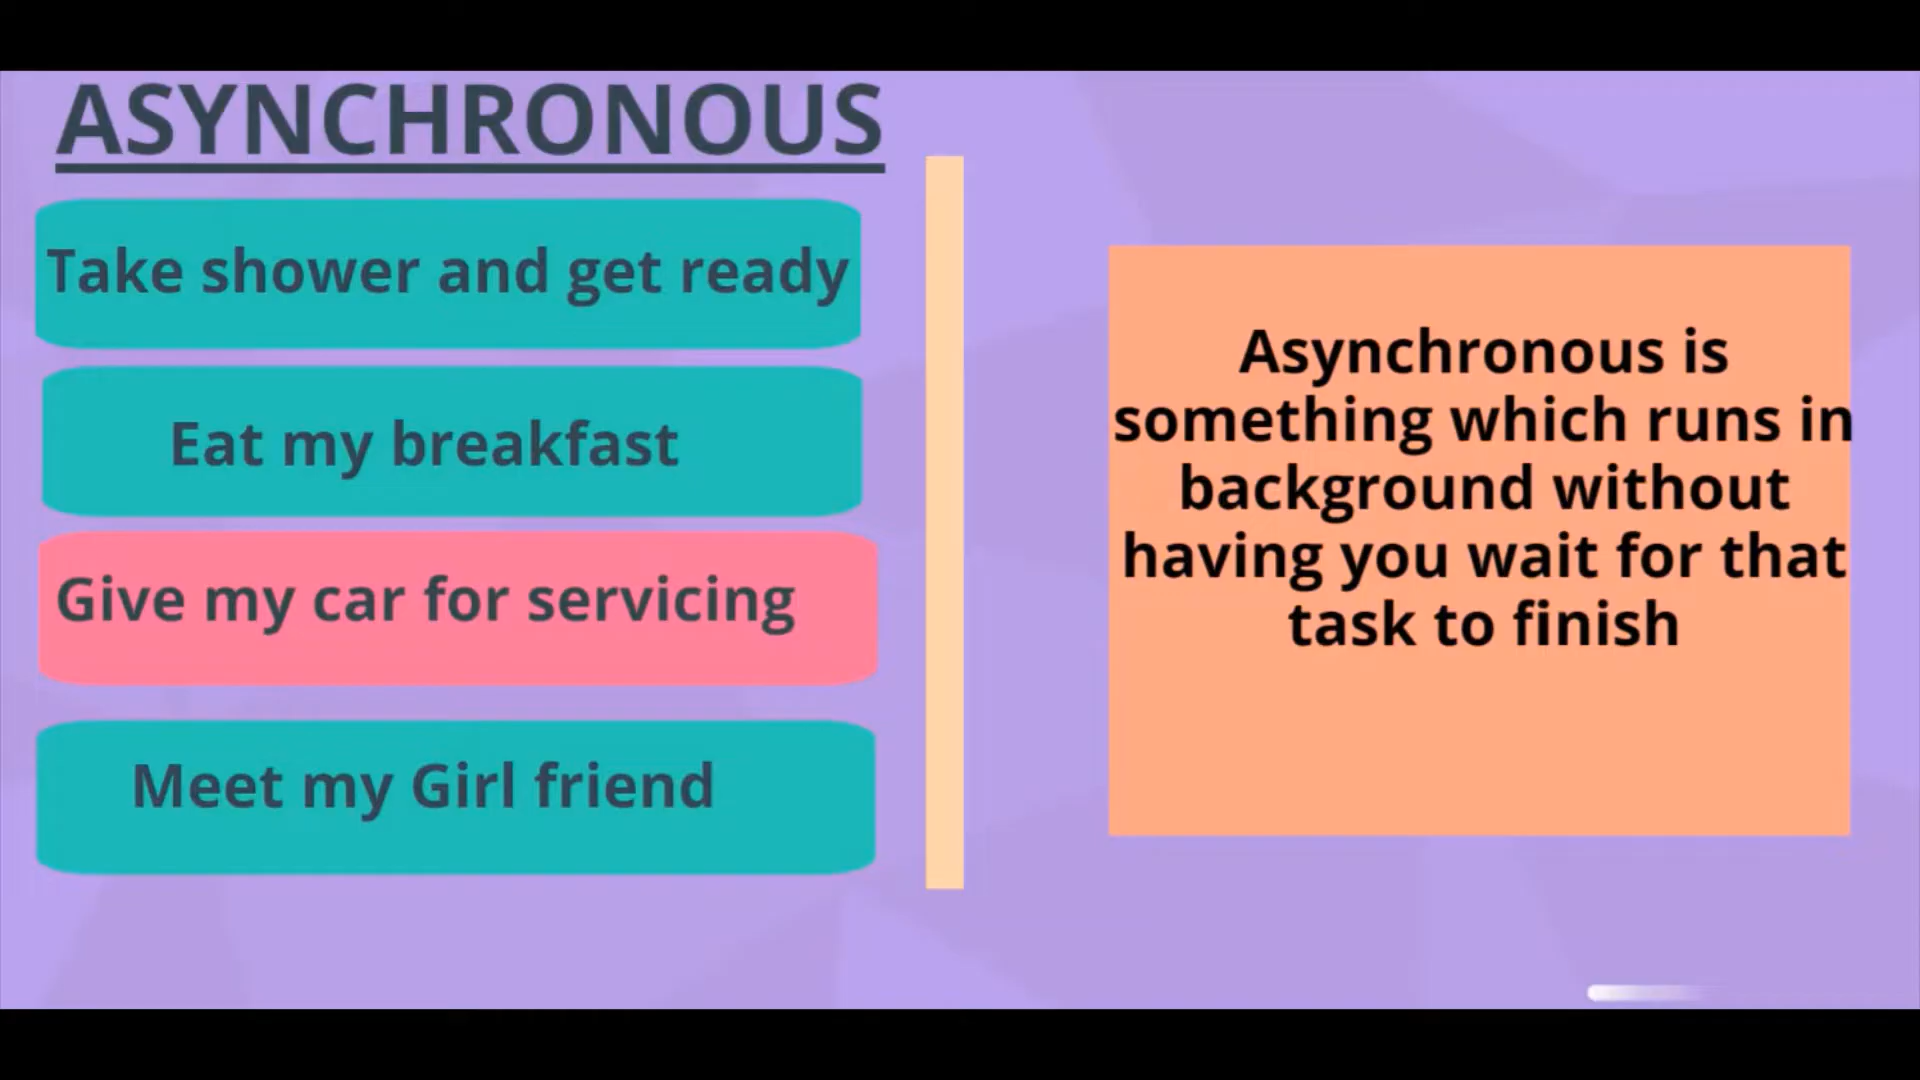 ASYNCHRONOUS
Take shower and get ready
Eat my breakfast
Give my car for servicing
Meet my Girl friend
Asynchronous is
something which runs in
background without
having you wait for that
task to finish